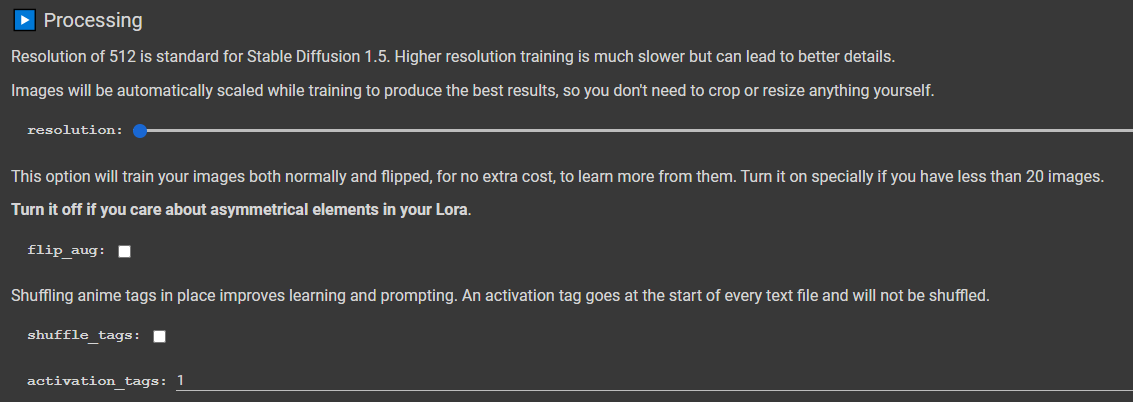 Processing
Resolution of 512 is standard for Stable Diffusion 1.5. Higher resolution training is much slower but can lead to better details.
Images will be automatically scaled while training to produce the best results, so you don't need to crop or resize anything yourself.
resolution:
This option will train your images both normally and flipped, for no extra cost, to learn more from them. Turn it on specially if you have less than 20 images.
Turn it off if you care about asymmetrical elements in your Lora.
flip_aug:
Shuffling anime tags in place improves learning and prompting. An activation tag goes at the start of every text file and will not be shuffled.
shuffle_tags:
activation_tags: 1